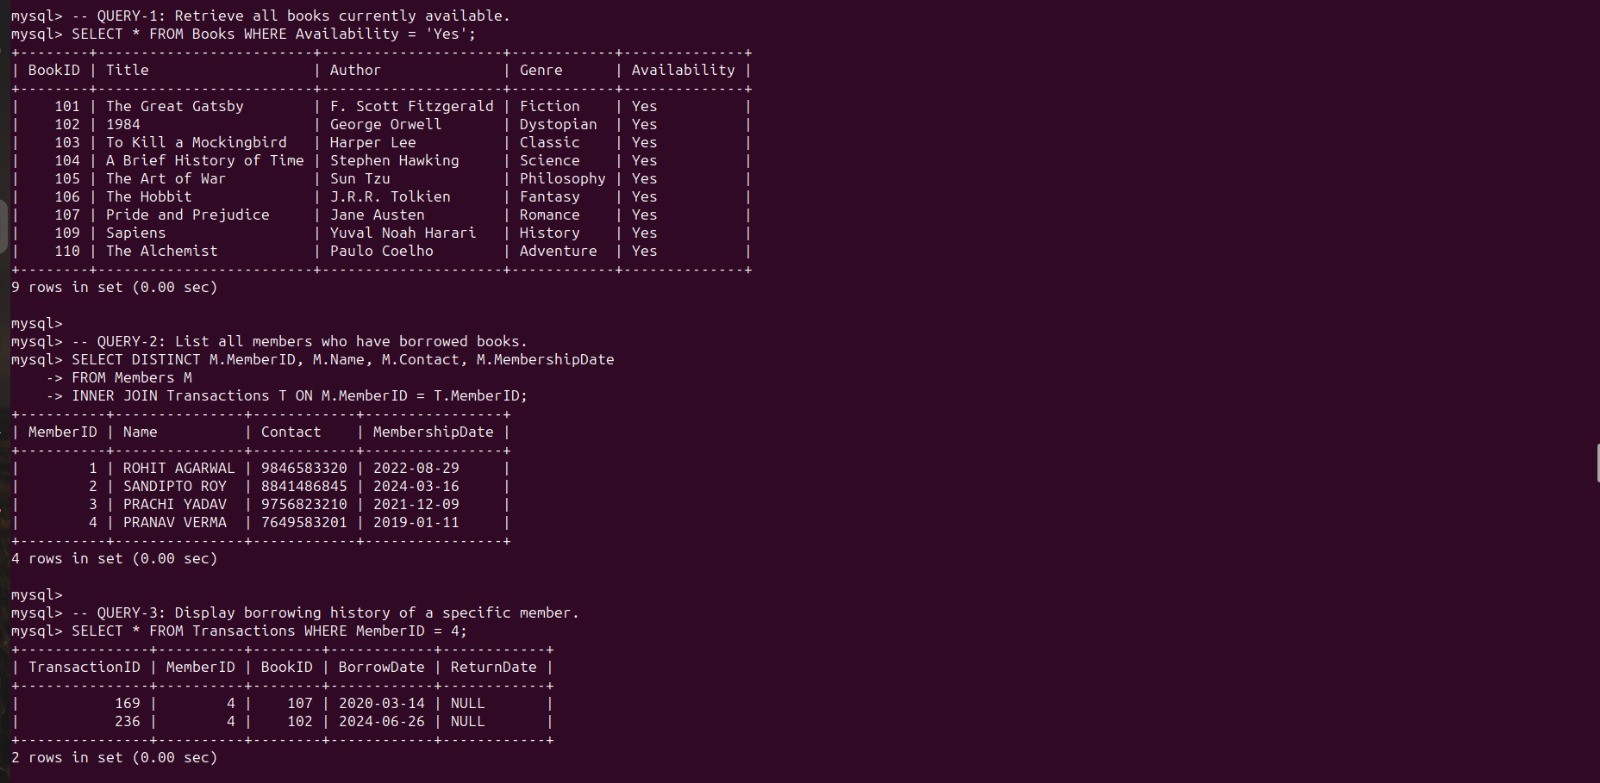 mysql> -- QUERY-1: Retrieve all books currently available.
mysql> SELECT * FROM Books WHERE Availability = 'Yes';
+--------+-------------------------+---------------------+------------+--------------+
| BookID | Title                   | Author              | Genre      | Availability |
+--------+-------------------------+---------------------+------------+--------------+
|    101 | The Great Gatsby        | F. Scott Fitzgerald | Fiction    | Yes          |
|    102 | 1984                    | George Orwell       | Dystopian  | Yes          |
|    103 | To Kill a Mockingbird   | Harper Lee          | Classic    | Yes          |
|    104 | A Brief History of Time | Stephen Hawking     | Science    | Yes          |
|    105 | The Art of War          | Sun Tzu             | Philosophy | Yes          |
|    106 | The Hobbit              | J.R.R. Tolkien      | Fantasy    | Yes          |
|    107 | Pride and Prejudice     | Jane Austen         | Romance    | Yes          |
|    109 | Sapiens                 | Yuval Noah Harari   | History    | Yes          |
|    110 | The Alchemist           | Paulo Coelho        | Adventure  | Yes          |
+--------+-------------------------+---------------------+------------+--------------+
9 rows in set (0.00 sec)

mysql>
mysql> -- QUERY-2: List all members who have borrowed books.
mysql> SELECT DISTINCT M.MemberID, M.Name, M.Contact, M.MembershipDate
    -> FROM Members M
    -> INNER JOIN Transactions T ON M.MemberID = T.MemberID;
+----------+---------------+------------+----------------+
| MemberID | Name          | Contact    | MembershipDate |
+----------+---------------+------------+----------------+
|        1 | ROHIT AGARWAL | 9846583320 | 2022-08-29     |
|        2 | SANDIPTO ROY  | 8841486845 | 2024-03-16     |
|        3 | PRACHI YADAV  | 9756823210 | 2021-12-09     |
|        4 | PRANAV VERMA  | 7649583201 | 2019-01-11     |
+----------+---------------+------------+----------------+
4 rows in set (0.00 sec)

mysql>
mysql> -- QUERY-3: Display borrowing history of a specific member.
mysql> SELECT * FROM Transactions WHERE MemberID = 4;
+---------------+----------+--------+------------+------------+
| TransactionID | MemberID | BookID | BorrowDate | ReturnDate |
+---------------+----------+--------+------------+------------+
|           169 |        4 |    107 | 2020-03-14 | NULL       |
|           236 |        4 |    102 | 2024-06-26 | NULL       |
+---------------+----------+--------+------------+------------+
2 rows in set (0.00 sec)